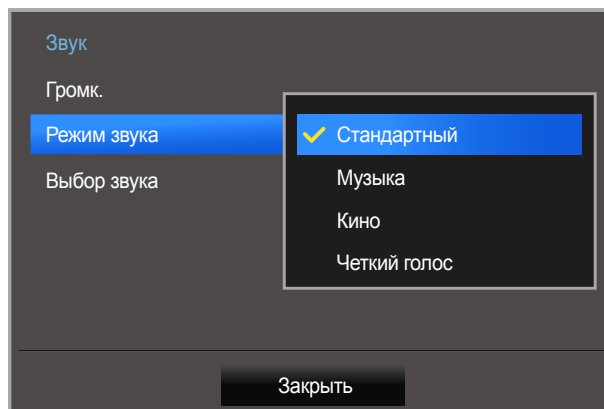 Звук
Громк.
Режим звука
Выбор звука
Стандартный
Музыка
Кино
Четкий голос
Закрыть